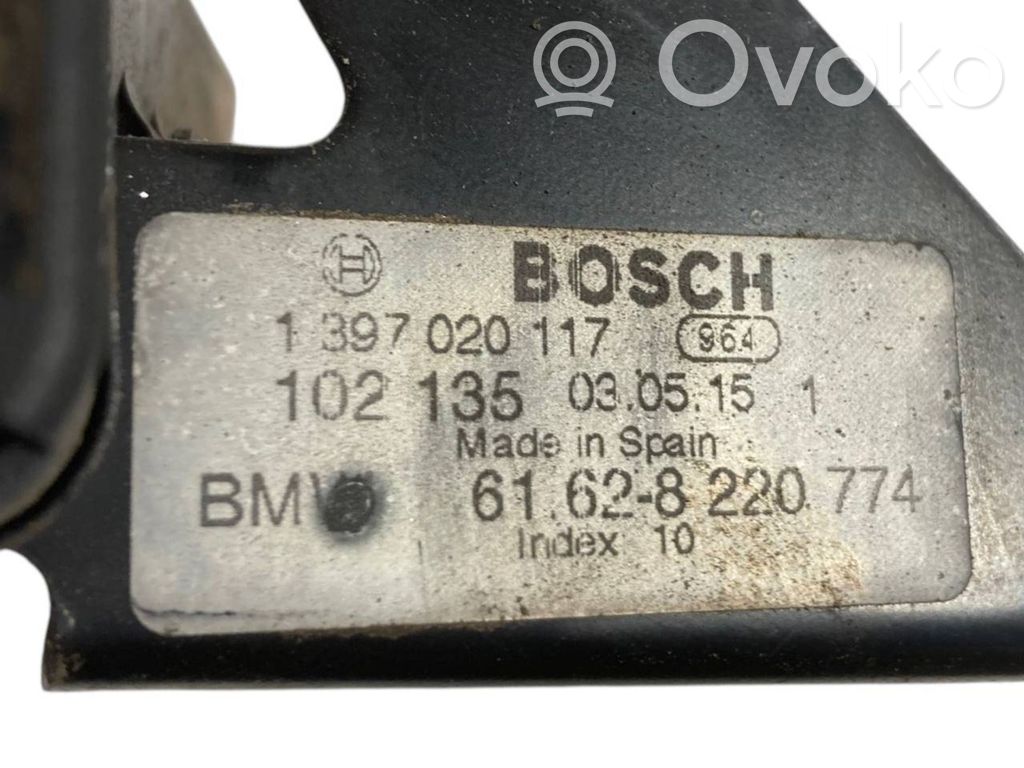 Ovoko
BOSCH
1 397 020 117 964
102 135 03.05.15 1
Made in Spain
BMW 61.62-8 220 774
Index 10